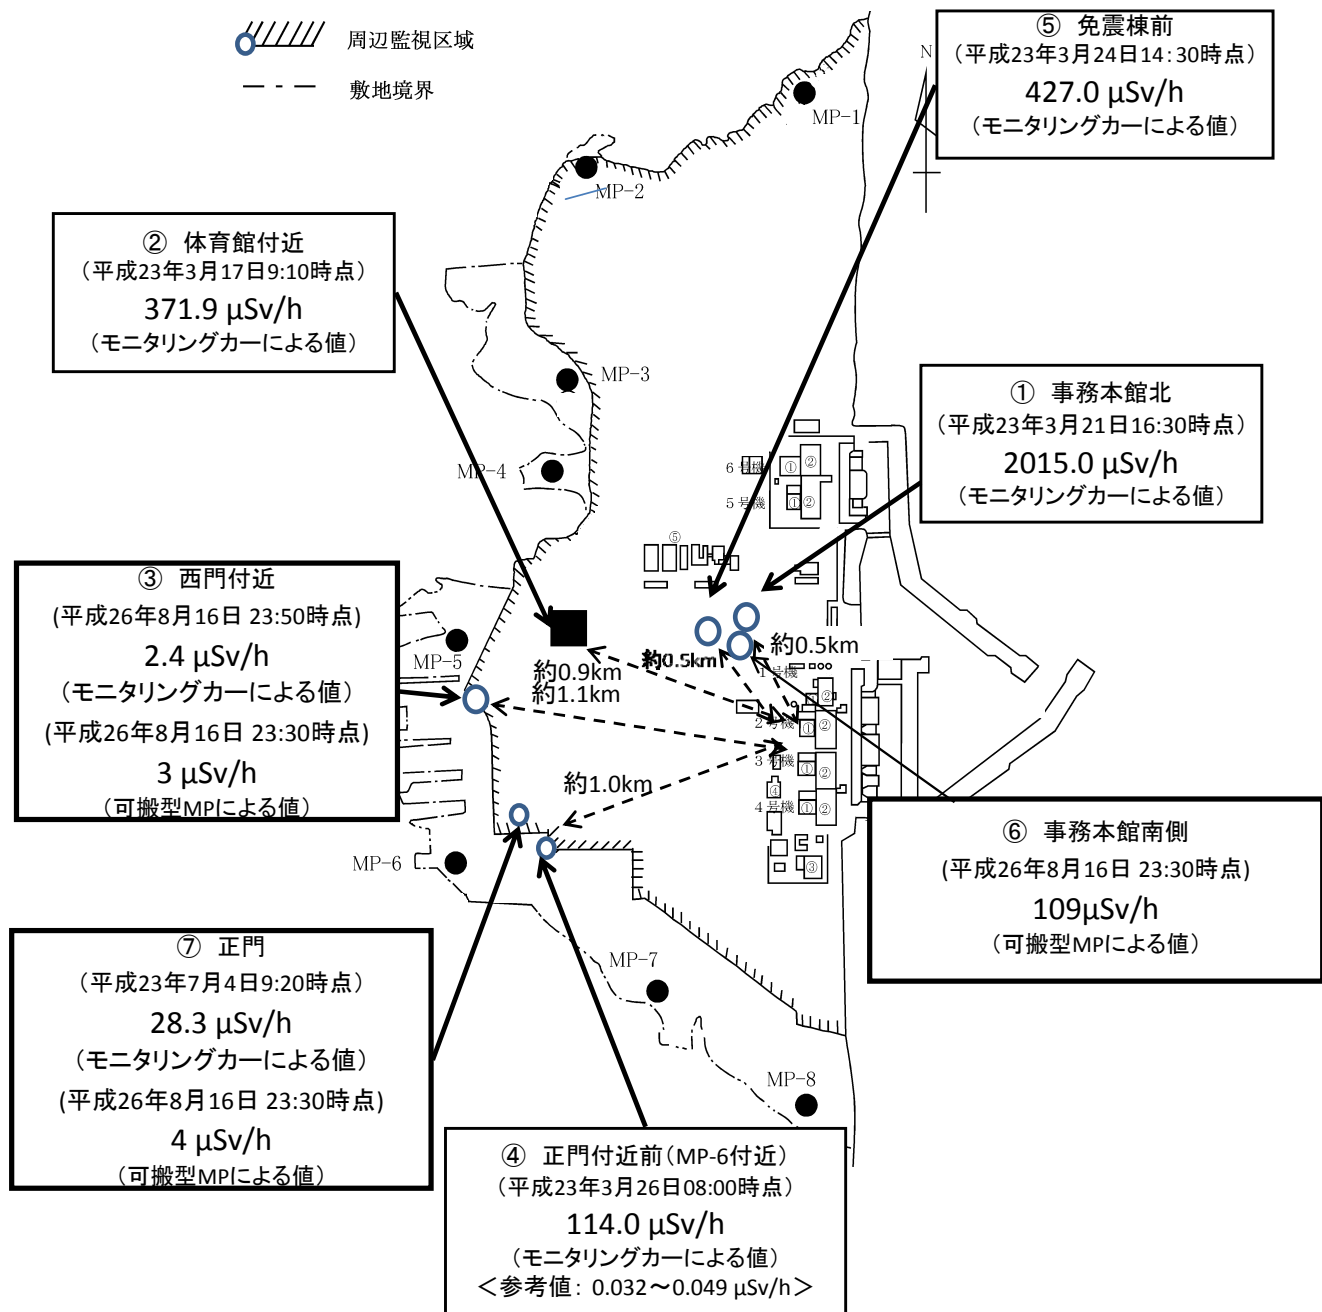 周辺監視区域
敷地境界
⑤ 免震棟前
（平成23年3月24日14：30時点）
427.0 μSv/h
（モニタリングカーによる値）
N
MP-1
MP-2
② 体育館付近
（平成23年3月17日9:10時点）
371.9 μSv/h
（モニタリングカーによる値）
MP-3
① 事務本館北
（平成23年3月21日16:30時点）
2015.0 μSv/h
（モニタリングカーによる値）
MP-4
6号機
① ②
5号機
① ②
⑤
③ 西門付近
(平成26年8月16日 23:50時点)
2.4 μSv/h
（モニタリングカーによる値）
(平成26年8月16日 23:30時点)
3 μSv/h
（可搬型MPによる値）
MP-5
約0.9km
約1.1km
約0.5km
約0.5km
1号機
②
2号機
① ②
3号機
① ②
④
4号機
① ②
③
約1.0km
MP-6
⑥ 事務本館南側
(平成26年8月16日 23:30時点)
109μSv/h
（可搬型MPによる値）
⑦ 正門
（平成23年7月4日9:20時点）
28.3 μSv/h
（モニタリングカーによる値）
(平成26年8月16日 23:30時点)
4 μSv/h
（可搬型MPによる値）
MP-7
MP-8
④ 正門付近前（MP-6付近）
（平成23年3月26日08:00時点）
114.0 μSv/h
（モニタリングカーによる値）
＜参考値： 0.032～0.049 μSv/h＞